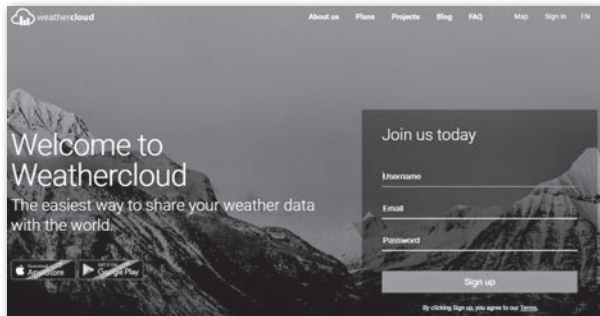 weathercloud
About us Plans Projects Blog FAQ Map Sign in EN
Welcome to
Weathercloud
The easiest way to share your weather data
with the world.
App Store
Google Play
Join us today
Username
Email
Password
Sign up
By clicking Sign up, you agree to our Terms.